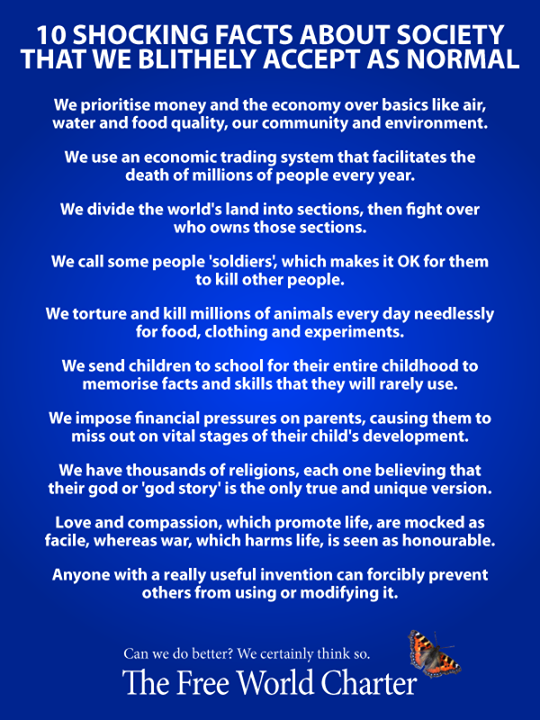 10 SHOCKING FACTS ABOUT SOCIETY
THAT WE BLITHELY ACCEPT AS NORMAL
We prioritise money and the economy over basics like air,
water and food quality, our community and environment.
We use an economic trading system that facilitates the
death of millions of people every year.
We divide the world's land into sections, then fight over
who owns those sections.
We call some people 'soldiers', which makes it OK for them
to kill other people.
We torture and kill millions of animals every day needlessly
for food, clothing and experiments.
We send children to school for their entire childhood to
memorise facts and skills that they will rarely use.
We impose financial pressures on parents, causing them to
miss out on vital stages of their child's development.
We have thousands of religions, each one believing that
their god or 'god story' is the only true and unique version.
Love and compassion, which promote life, are mocked as
facile, whereas war, which harms life, is seen as honourable.
Anyone with a really useful invention can forcibly prevent
others from using or modifying it.
Can we do better? We certainly think so.
The Free World Charter